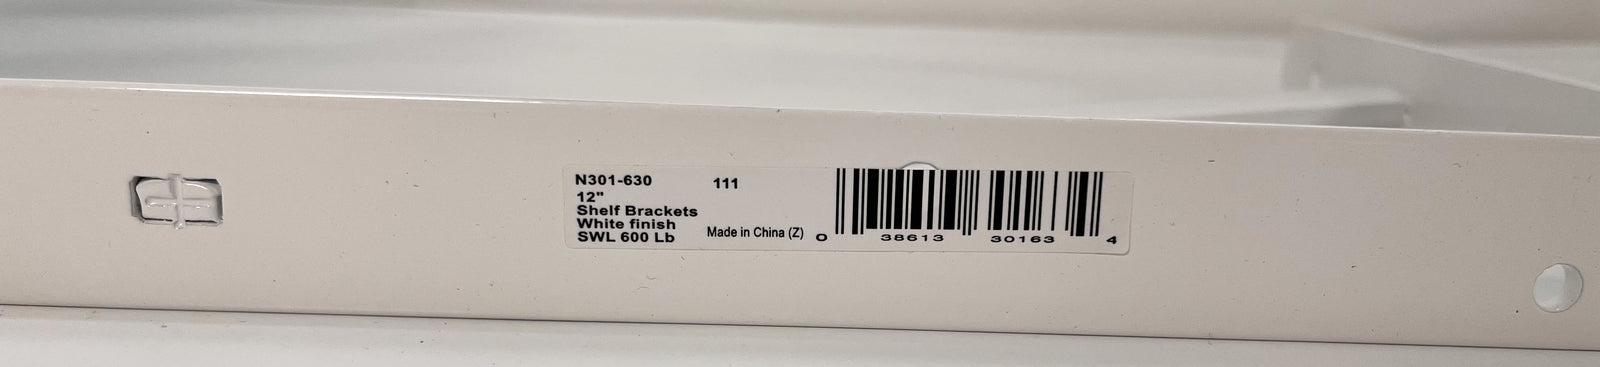 N301-630 111
12"
Shelf Brackets
White finish
SWL 600 Lb Made in China (Z)
0 38613 30163 4